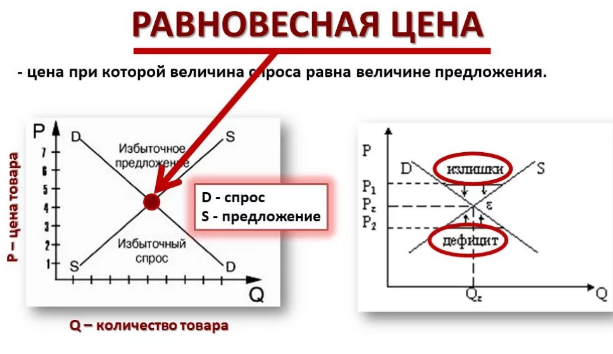 РАВНОВЕСНАЯ ЦЕНА
- цена при которой величина спроса равна величине предложения.
P – цена товара
P
7
6
5
4
3
2
1
D
S
Избыточное
предложение
Избыточный
спрос
S
D
Q
D - спрос
S - предложение
Q – количество товара
P
D
излишки
S
P1
Pε
ε
P2
дефицит
Qε
Q